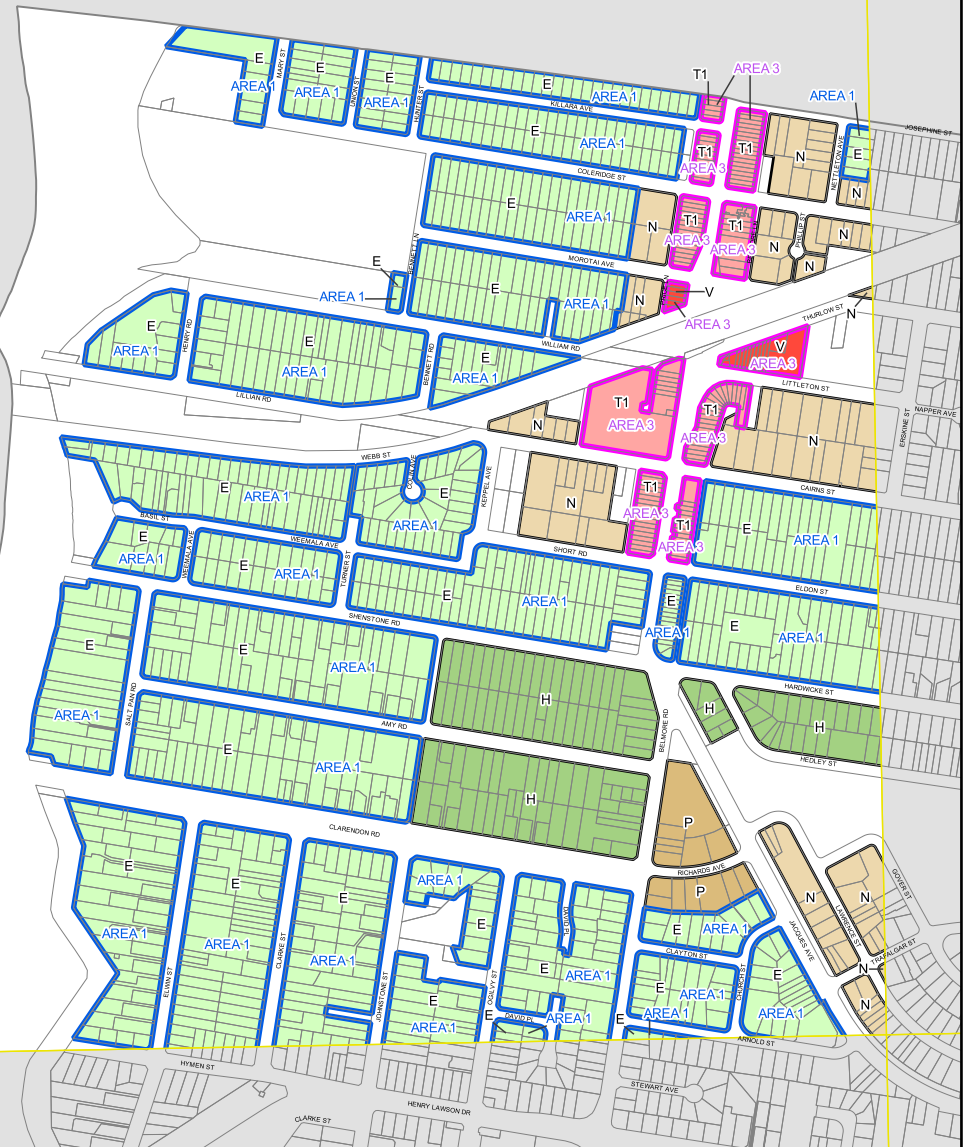 T1
AREA 3
E
MARY ST
E
E
E
UNION ST
HUNTER ST
AREA 1
AREA 1
AREA 1
AREA 1
AREA 1
KILLARA AVE
E
AREA 1
T1
AREA 3
T1
N
E
NETTLETON AVE
JOSEPHINE ST
COLERIDGE ST
N
E
AREA 1
N
T1
AREA 3
T1
AREA 3
N
PHILLIP ST
N
N
BENNETT LN
MOROTAI AVE
E
AREA 1
E
AREA 1
N
V
AREA 3
THURLOW ST
N
E
AREA 1
HENRY RD
E
AREA 1
LILLIAN RD
BENNETT RD
E
AREA 1
WILLIAM RD
V
AREA 3
LITTLETON ST
NAPPER AVE
ERSKINE ST
T1
AREA 3
T1
AREA 3
N
N
CAIRNS ST
WEBB ST
COLIN AVE
E
AREA 1
E
AREA 1
KEPPEL AVE
N
T1
AREA 3
T1
AREA 3
E
AREA 1
BASIL ST
E
AREA 1
WEEMALA AVE
WEEMALA AVE
E
AREA 1
TURNER ST
SHORT RD
E
AREA 1
E
AREA 1
ELDON ST
E
AREA 1
SHENSTONE RD
E
AREA 1
E
AREA 1
SALT PAN RD
H
BELMORE RD
H
HARDWICKE ST
H
HEDLEY ST
AMY RD
E
AREA 1
H
P
RICHARDS AVE
CLARENDON RD
E
AREA 1
ELWIN ST
E
AREA 1
CLARKE ST
E
AREA 1
JOHNSTONE ST
AREA 1
E
E
AREA 1
OGILVY ST
DAVID PL
E
AREA 1
E
DAVID PL
AREA 1
P
E
AREA 1
CLAYTON ST
E
AREA 1
E
AREA 1
CHURCH ST
E
AREA 1
JACQUES AVE
N
LAWRENCE ST
N
GOVER ST
TRAFALGAR ST
N
N
ARNOLD ST
HYMEN ST
STEWART AVE
HENRY LAWSON DR
CLARKE ST